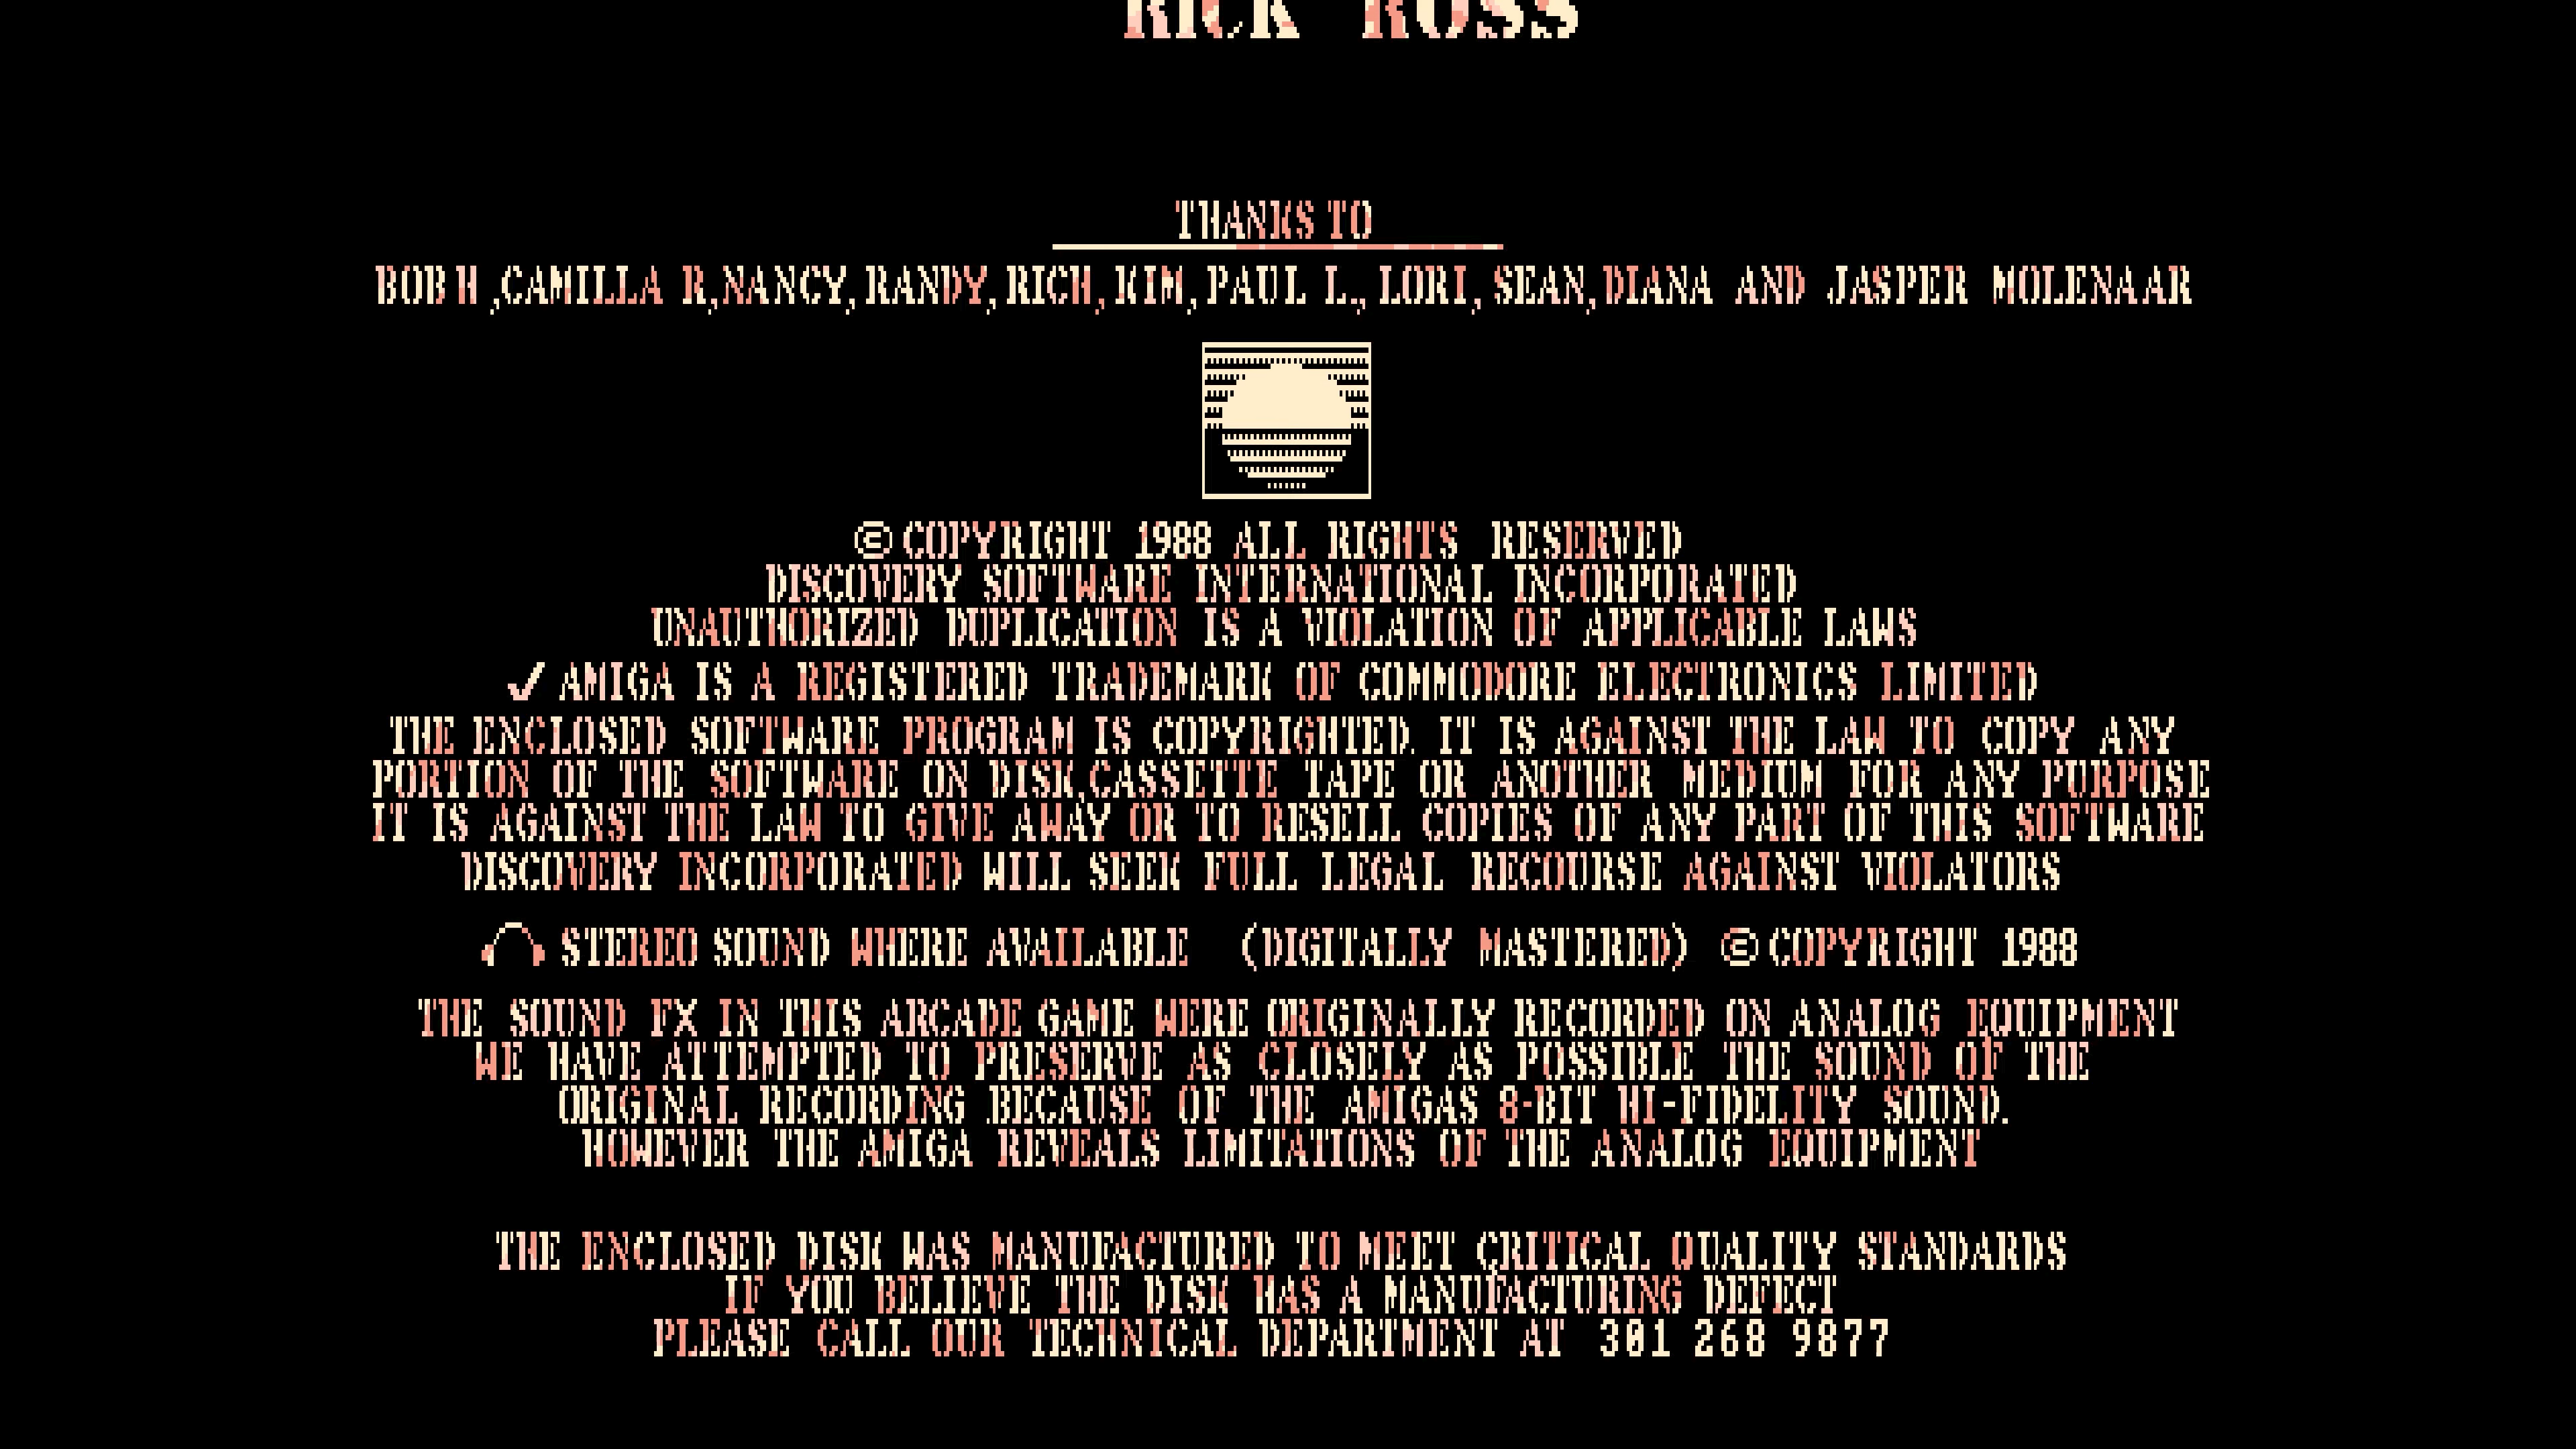 RICK ROSS
THANKS TO
BOB H ,CAMILLA R,NANCY, RANDY, RICH, KIM, PAUL L., LORI, SEAN, DIANA AND JASPER MOLENAAR
© COPYRIGHT 1988 ALL RIGHTS RESERVED
DISCOVERY SOFTWARE INTERNATIONAL INCORPORATED
UNAUTHORIZED DUPLICATION IS A VIOLATION OF APPLICABLE LAWS
✓ AMIGA IS A REGISTERED TRADEMARK OF COMMODORE ELECTRONICS LIMITED
THE ENCLOSED SOFTWARE PROGRAM IS COPYRIGHTED. IT IS AGAINST THE LAW TO COPY ANY
PORTION OF THE SOFTWARE ON DISK,CASSETTE TAPE OR ANOTHER MEDIUM FOR ANY PURPOSE
IT IS AGAINST THE LAW TO GIVE AWAY OR TO RESELL COPIES OF ANY PART OF THIS SOFTWARE
DISCOVERY INCORPORATED WILL SEEK FULL LEGAL RECOURSE AGAINST VIOLATORS
STEREO SOUND WHERE AVAILABLE (DIGITALLY MASTERED) © COPYRIGHT 1988
THE SOUND FX IN THIS ARCADE GAME WERE ORIGINALLY RECORDED ON ANALOG EQUIPMENT
WE HAVE ATTEMPTED TO PRESERVE AS CLOSELY AS POSSIBLE THE SOUND OF THE
ORIGINAL RECORDING BECAUSE OF THE AMIGAS 8-BIT HI-FIDELITY SOUND.
HOWEVER THE AMIGA REVEALS LIMITATIONS OF THE ANALOG EQUIPMENT
THE ENCLOSED DISK WAS MANUFACTURED TO MEET CRITICAL QUALITY STANDARDS
IF YOU BELIEVE THE DISK HAS A MANUFACTURING DEFECT
PLEASE CALL OUR TECHNICAL DEPARTMENT AT 301 268 9877